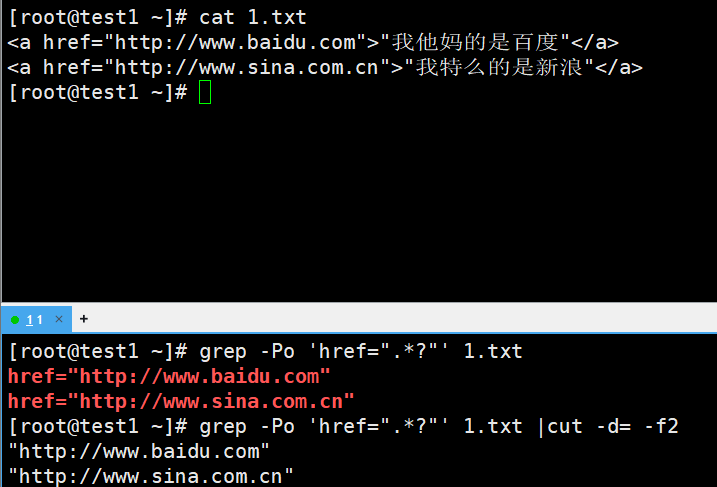 [root@test1 ~]# cat 1.txt
<a href="http://www.baidu.com">"我他妈的是百度"</a>
<a href="http://www.sina.com.cn">"我特么的是新浪"</a>
[root@test1 ~]#
1 1 × +
[root@test1 ~]# grep -Po 'href=".*?"' 1.txt
href="http://www.baidu.com"
href="http://www.sina.com.cn"
[root@test1 ~]# grep -Po 'href=".*?"' 1.txt |cut -d= -f2
"http://www.baidu.com"
"http://www.sina.com.cn"